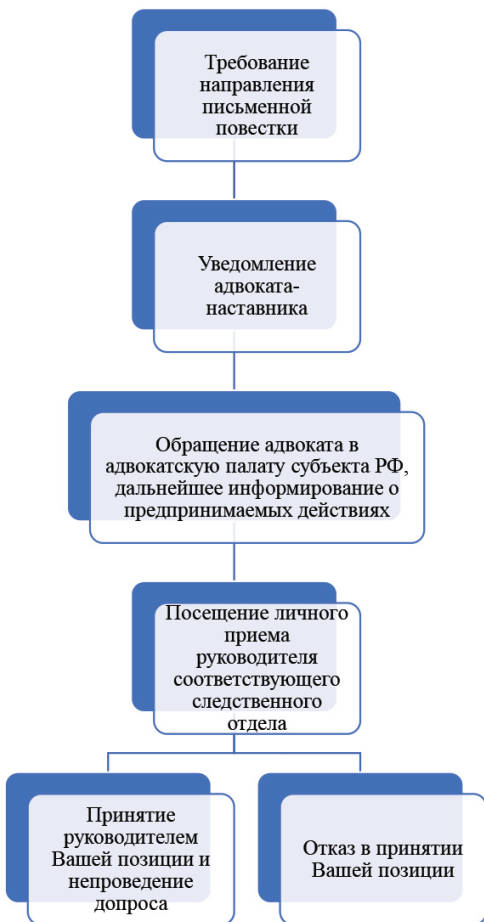 Требование
направления
письменной
повестки
Уведомление
адвоката-
наставника
Обращение адвоката в
адвокатскую палату субъекта РФ,
дальнейшее информирование о
предпринимаемых действиях
Посещение личного
приема
руководителя
соответствующего
следственного
отдела
Принятие
руководителем
Вашей позиции и
непроведение
допроса
Отказ в принятии
Вашей позиции